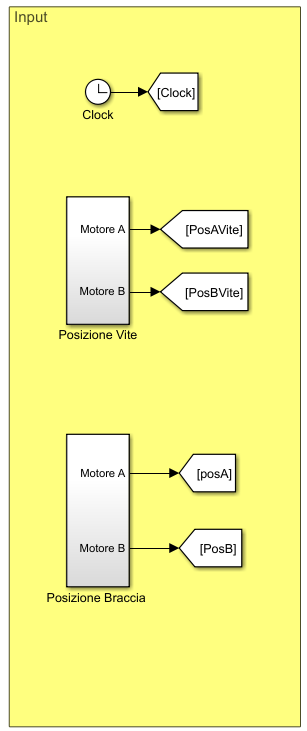 Input
[Clock]
Clock
Motore A
[PosAVite]
Motore B
[PosBVite]
Posizione Vite
Motore A
[posA]
Motore B
[PosB]
Posizione Braccia